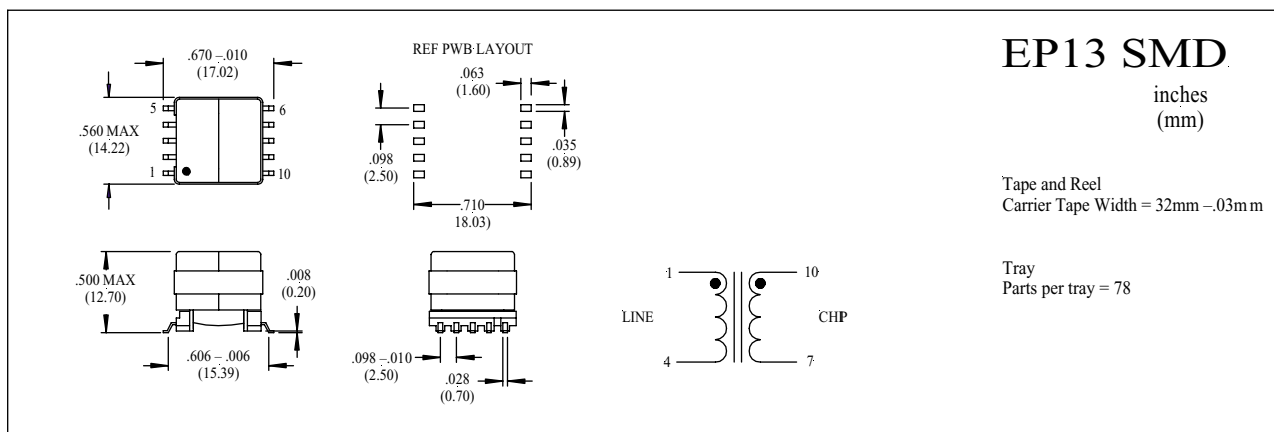 EP13 SMD
inches
(mm)
.670 –.010
(17.02)
REF PWB LAYOUT
.063
(1.60)
5
6
.560 MAX
(14.22)
.098
(2.50)
.035
(0.89)
1
10
.710
18.03)
Tape and Reel
Carrier Tape Width = 32mm –.03mm
.500 MAX
(12.70)
.008
(0.20)
1
10
Tray
Parts per tray = 78
LINE
CHIP
4
7
.606 – .006
(15.39)
.098 –.010
(2.50)
.028
(0.70)